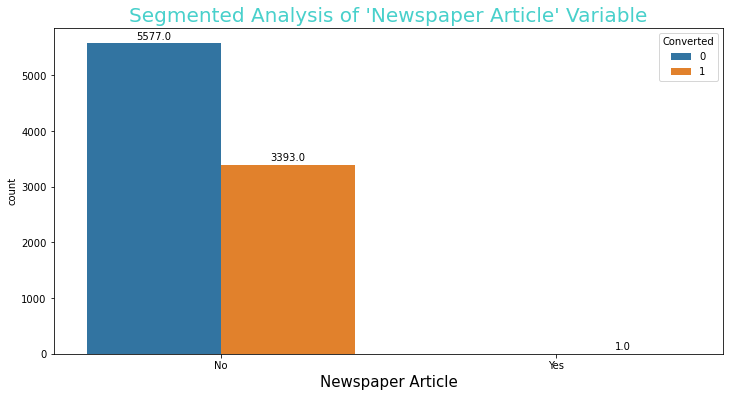 Segmented Analysis of 'Newspaper Article' Variable
5577.0
3393.0
1.0
Converted
0
1
5000
4000
3000
2000
1000
0
count
No
Yes
Newspaper Article